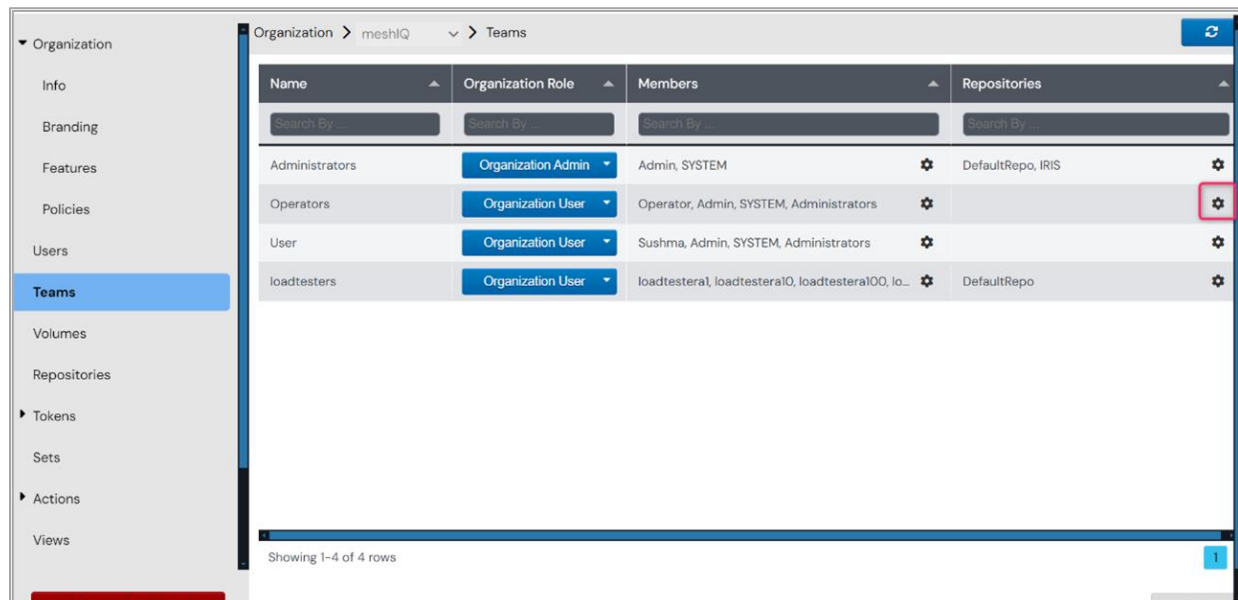 Organization
Info
Branding
Features
Policies
Users
Teams
Volumes
Repositories
Tokens
Sets
Actions
Views
Organization meshIQ Teams
Name Organization Role Members Repositories
Search By ... Search By ... Search By ... Search By ...
Administrators Organization Admin Admin, SYSTEM DefaultRepo, IRIS
Operators Organization User Operator, Admin, SYSTEM, Administrators
User Organization User Sushma, Admin, SYSTEM, Administrators
loadtesters Organization User loadtestera1, loadtestera10, loadtestera100, lo... DefaultRepo
Showing 1-4 of 4 rows 1